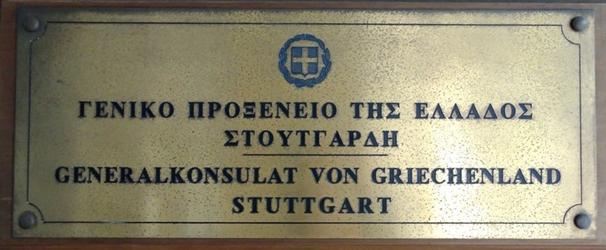 ΓΕΝΙΚΟ ΠΡΟΞΕΝΕΙΟ ΤΗΣ ΕΛΛΑΔΟΣ
ΣΤΟΥΤΓΑΡΔΗ
GENERALKONSULAT VON GRIECHENLAND
STUTTGART